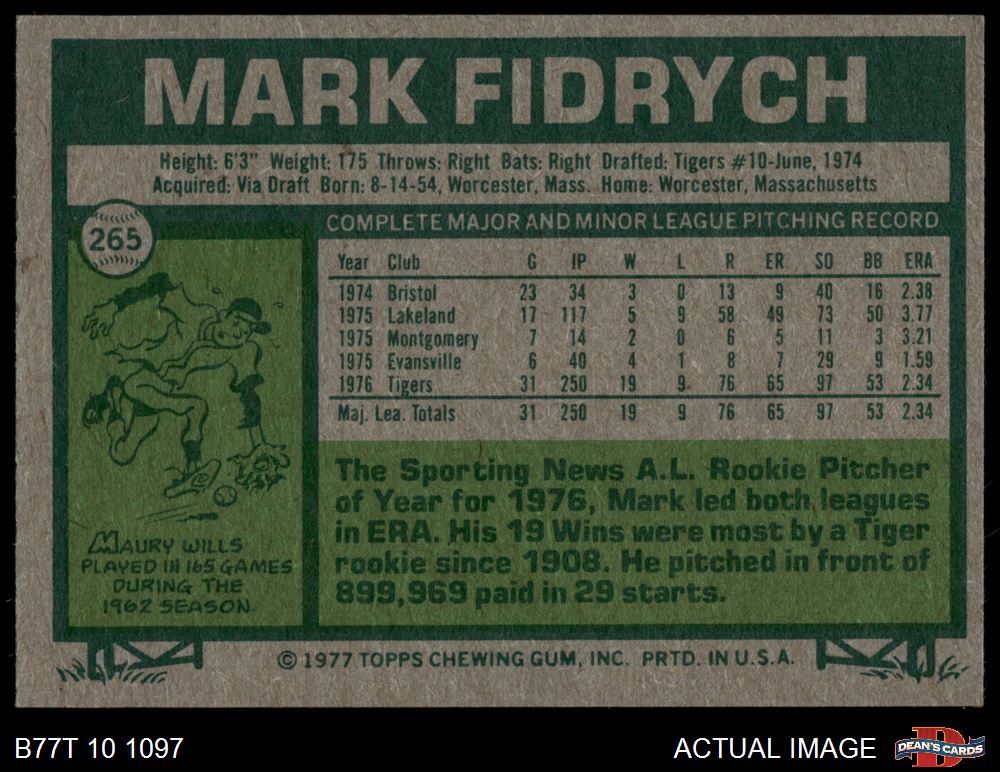 MARK FIDRYCH
Height: 6'3" Weight: 175 Throws: Right Bats: Right Drafted: Tigers #10-June, 1974
Acquired: Via Draft Born: 8-14-54, Worcester, Mass. Home: Worcester, Massachusetts
265
COMPLETE MAJOR AND MINOR LEAGUE PITCHING RECORD
Year Club G IP W L R ER SO BB ERA
1974 Bristol 23 34 3 0 13 9 40 16 2.38
1975 Lakeland 17 117 5 9 58 49 73 50 3.77
1975 Montgomery 7 14 2 0 6 5 11 3 3.21
1975 Evansville 6 40 4 1 8 7 29 9 1.59
1976 Tigers 31 250 19 9 76 65 97 53 2.34
Maj. Lea. Totals 31 250 19 9 76 65 97 53 2.34
The Sporting News A.L. Rookie Pitcher
of Year for 1976, Mark led both leagues
in ERA. His 19 Wins were most by a Tiger
rookie since 1908. He pitched in front of
899,969 paid in 29 starts.
MAURY WILLS
PLAYED IN 165 GAMES
DURING THE
1962 SEASON.
© 1977 TOPPS CHEWING GUM, INC. PRTD. IN U.S.A.
B77T 10 1097
ACTUAL IMAGE
D
DEAN'S CARDS